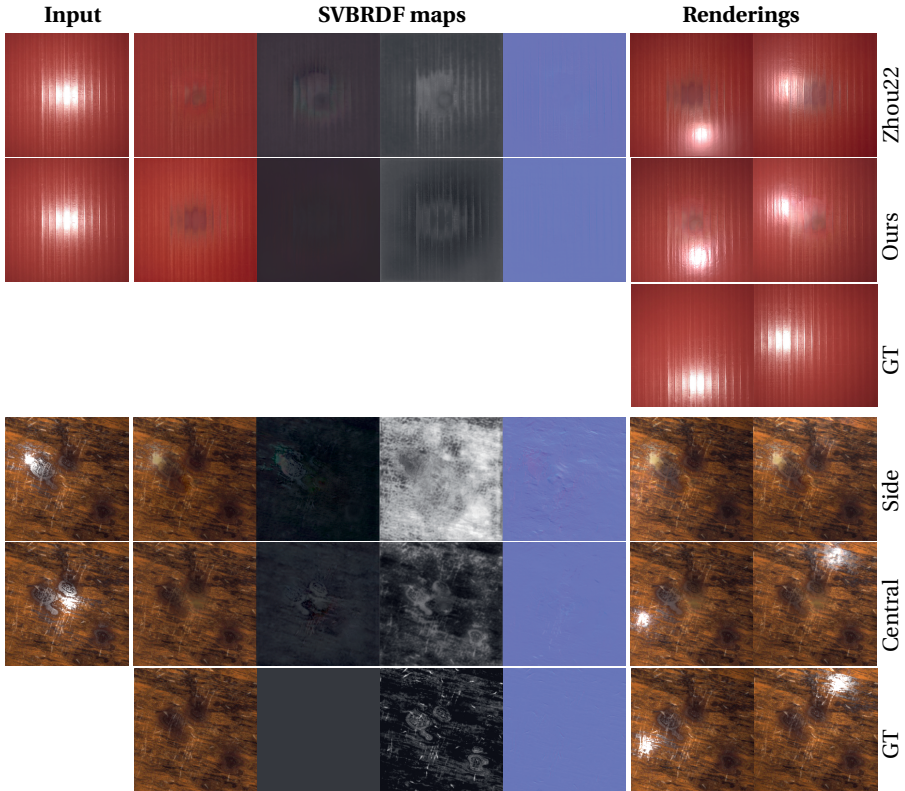 Input SVBRDF maps Renderings
Zhou22
Ours
GT
Side
Central
GT